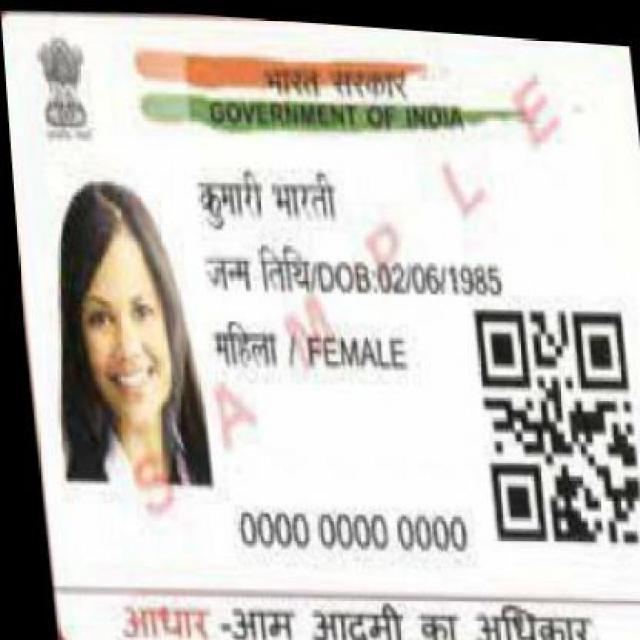 भारत सरकार
GOVERNMENT OF INDIA
कुमारी भारती
जन्म तिथि/DOB:02/06/1985
महिला / FEMALE
SAMPLE
0000 0000 0000
आधार -आम आदमी का अधिकार